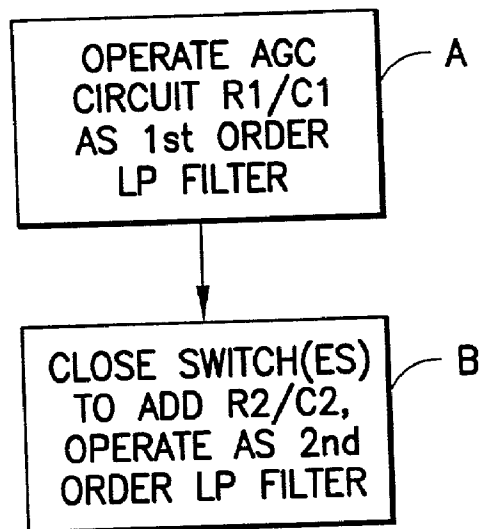 OPERATE AGC
CIRCUIT R1/C1
AS 1st ORDER
LP FILTER
A
CLOSE SWITCH(ES)
TO ADD R2/C2,
OPERATE AS 2nd
ORDER LP FILTER
B